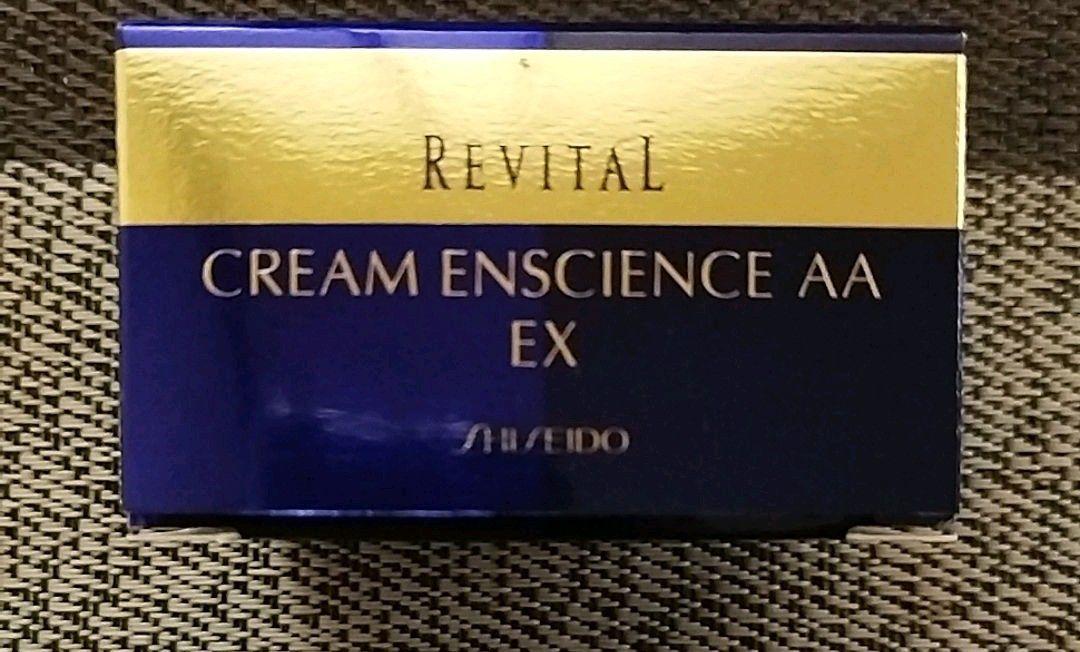 REVITAL
CREAM ENSCIENCE AA
EX
SHISEIDO